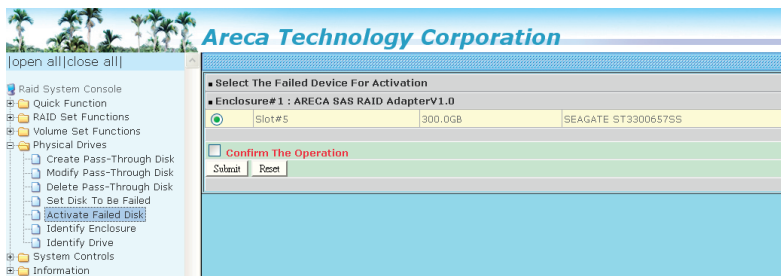 Areca Technology Corporation
|open all|close all|
Raid System Console
Quick Function
RAID Set Functions
Volume Set Functions
Physical Drives
Create Pass-Through Disk
Modify Pass-Through Disk
Delete Pass-Through Disk
Set Disk To Be Failed
Activate Failed Disk
Identify Enclosure
Identify Drive
System Controls
Information
▪ Select The Failed Device For Activation
▪ Enclosure#1 : ARECA SAS RAID AdapterV1.0
Slot#5 300.0GB SEAGATE ST3300657SS
Confirm The Operation
Submit Reset